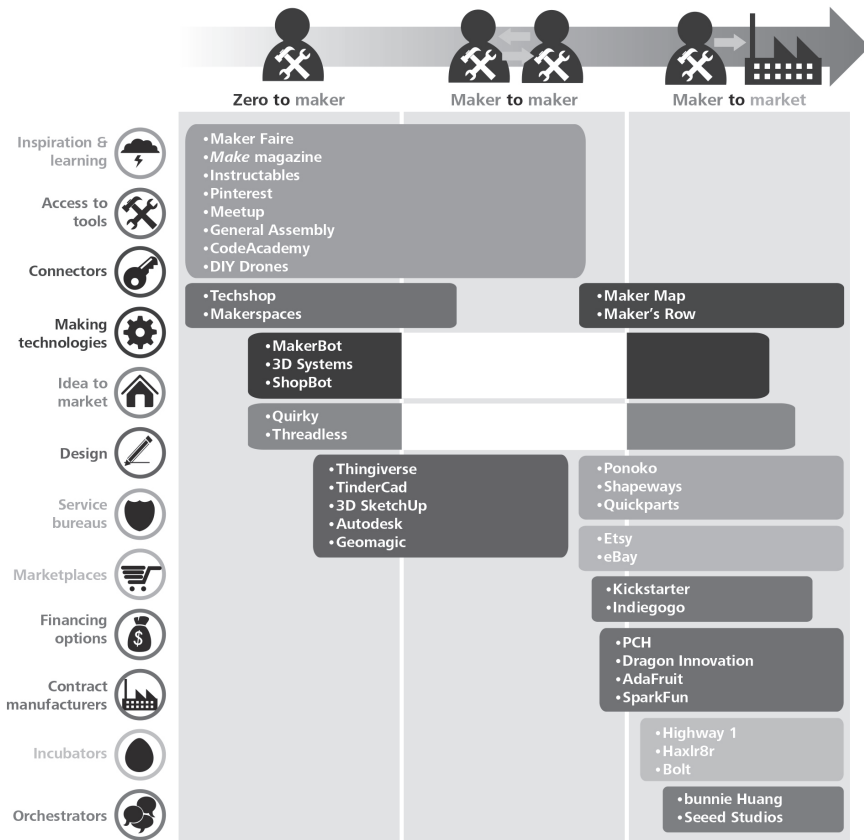 Zero to maker
Maker to maker
Maker to market
Inspiration &
learning
Access to
tools
Connectors
Making
technologies
Idea to
market
Design
Service
bureaus
Marketplaces
Financing
options
Contract
manufacturers
Incubators
Orchestrators
•Maker Faire
•Make magazine
•Instructables
•Pinterest
•Meetup
•General Assembly
•CodeAcademy
•DIY Drones
•Techshop
•Makerspaces
•Maker Map
•Maker's Row
•MakerBot
•3D Systems
•ShopBot
•Quirky
•Threadless
•Thingiverse
•TinderCad
•3D SketchUp
•Autodesk
•Geomagic
•Ponoko
•Shapeways
•Quickparts
•Etsy
•eBay
•Kickstarter
•Indiegogo
•PCH
•Dragon Innovation
•AdaFruit
•SparkFun
•Highway 1
•Haxlr8r
•Bolt
•bunnie Huang
•Seeed Studios
$